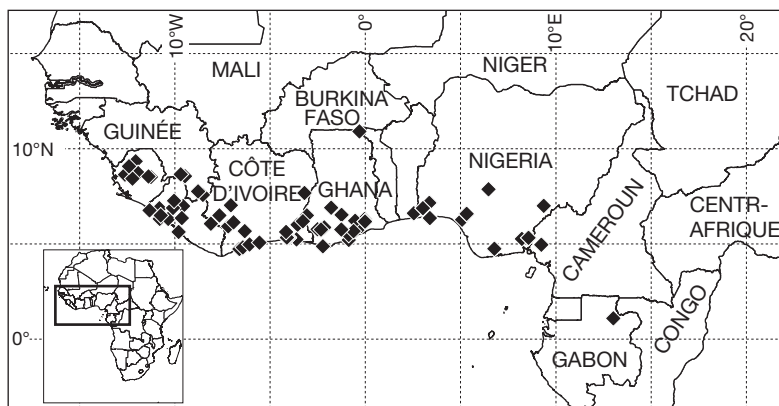 10°W
0°
10°E
20°
MALI
NIGER
TCHAD
BURKINA
FASO
GUINÉE
10°N
NIGERIA
CÔTE
D'IVOIRE
GHANA
CENTR-
AFRIQUE
CAMEROUN
CONGO
0°
GABON